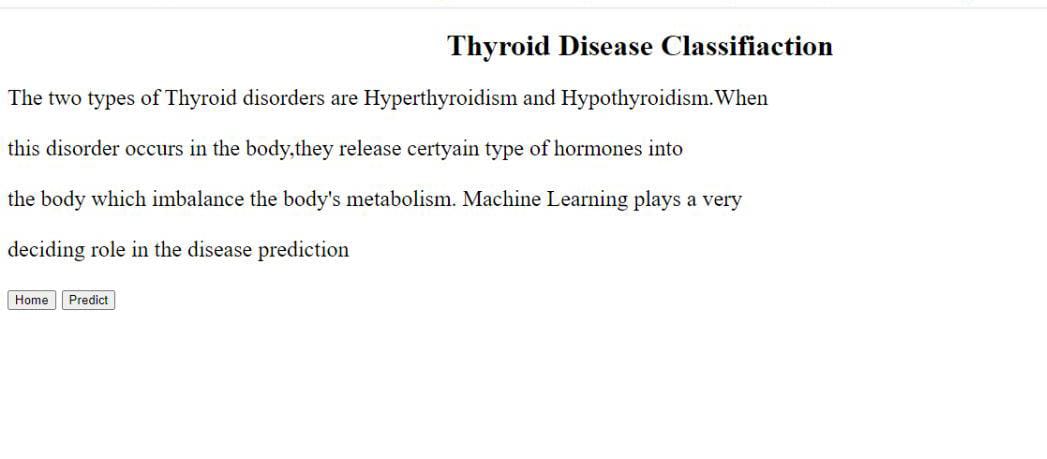 Thyroid Disease Classifiaction
The two types of Thyroid disorders are Hyperthyroidism and Hypothyroidism.When
this disorder occurs in the body,they release certyain type of hormones into
the body which imbalance the body's metabolism. Machine Learning plays a very
deciding role in the disease prediction
Home Predict